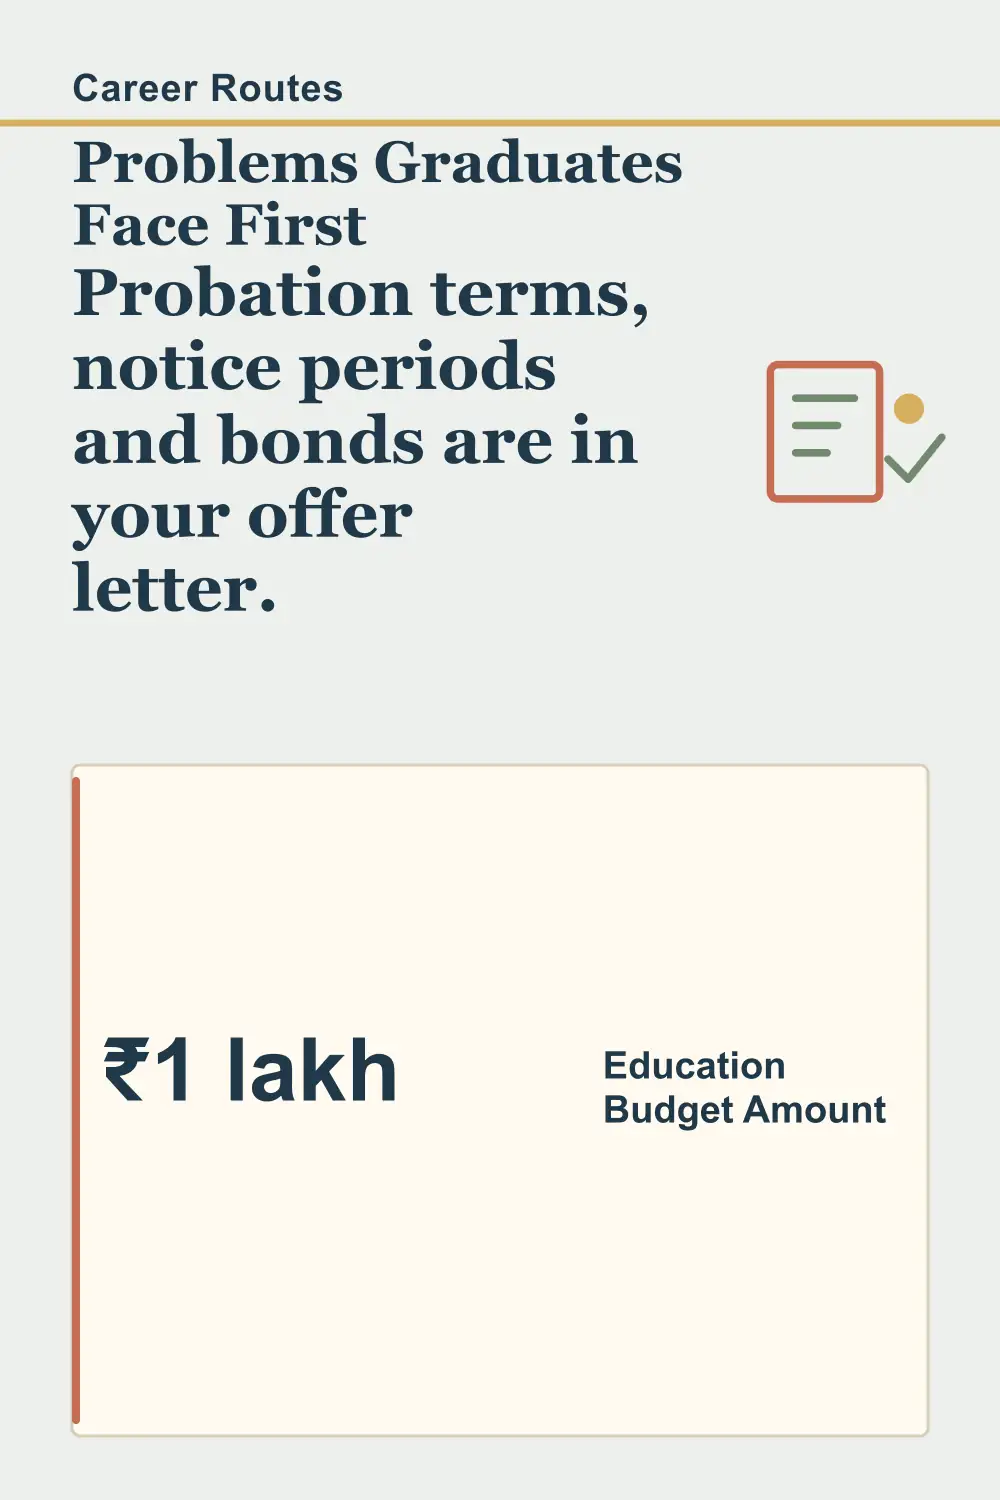 Career Routes
Problems Graduates
Face First
Probation terms,
notice periods
and bonds are in
your offer
letter.
₹1 lakh
Education
Budget Amount